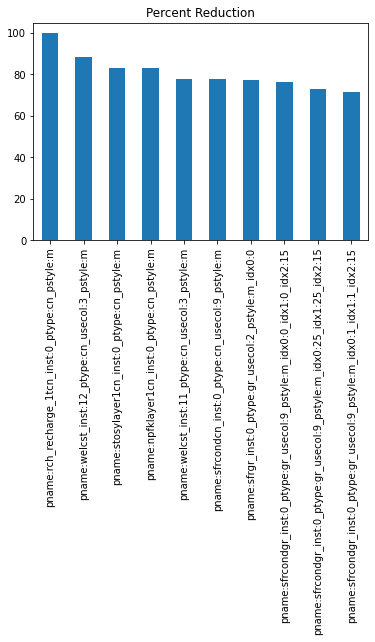 Percent Reduction
100
80
60
40
20
0
pname:rch_recharge_1tcn_inst:0_ptype:cn_pstyle:m
pname:welcst_inst:12_ptype:cn_usecol:3_pstyle:m
pname:stosylayer1cn_inst:0_ptype:cn_pstyle:m
pname:npfklayer1cn_inst:0_ptype:cn_pstyle:m
pname:welcst_inst:11_ptype:cn_usecol:3_pstyle:m
pname:sfrcondcn_inst:0_ptype:cn_usecol:9_pstyle:m
pname:sfrgr_inst:0_ptype:gr_usecol:2_pstyle:m_idx0:0
pname:sfrcondgr_inst:0_ptype:gr_usecol:9_pstyle:m_idx0:0_idx1:0_idx2:15
pname:sfrcondgr_inst:0_ptype:gr_usecol:9_pstyle:m_idx0:25_idx1:25_idx2:15
pname:sfrcondgr_inst:0_ptype:gr_usecol:9_pstyle:m_idx0:1_idx1:1_idx2:15